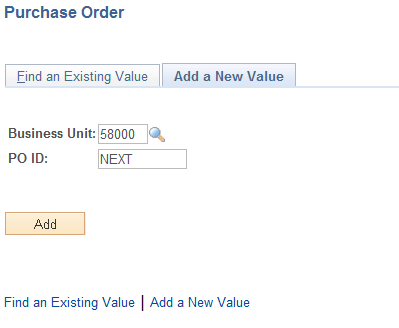 Purchase Order
Find an Existing Value Add a New Value
Business Unit: 58000
PO ID: NEXT
Add
Find an Existing Value | Add a New Value